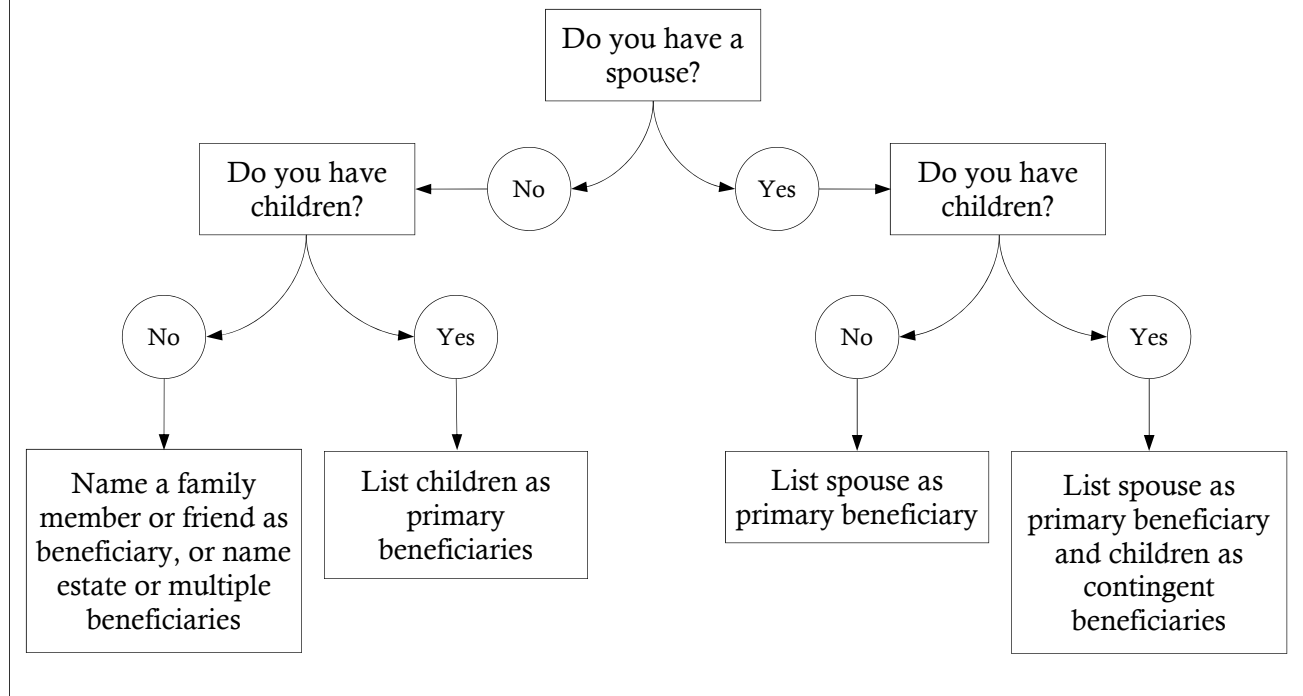 Do you have a
spouse?
Do you have
children?
No
Yes
Do you have
children?
No
Yes
No
Yes
Name a family
member or friend as
beneficiary, or name
estate or multiple
beneficiaries
List children as
primary
beneficiaries
List spouse as
primary beneficiary
List spouse as
primary beneficiary
and children as
contingent
beneficiaries